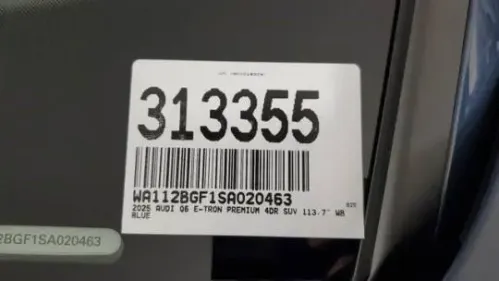 313355
WA112BGF1SA020463
2025 AUDI Q6 E-TRON PREMIUM 4DR SUV 113.7" WB
BLUE
2BGF1SA020463